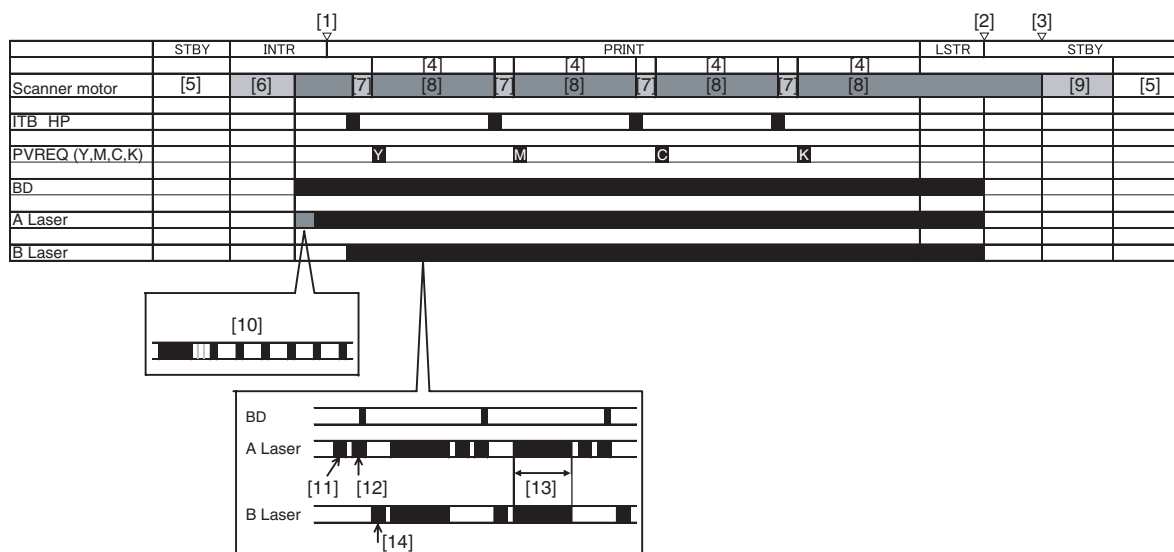 [1] [2] [3]
STBY INTR PRINT LSTR STBY
[4] [4] [4] [4]
Scanner motor [5] [6] [7] [8] [7] [8] [7] [8] [7] [8] [9] [5]
ITB HP
PVREQ (Y,M,C,K) Y M C K
BD
A Laser
B Laser
[10]
BD
A Laser
[11] [12] [13]
B Laser
[14]